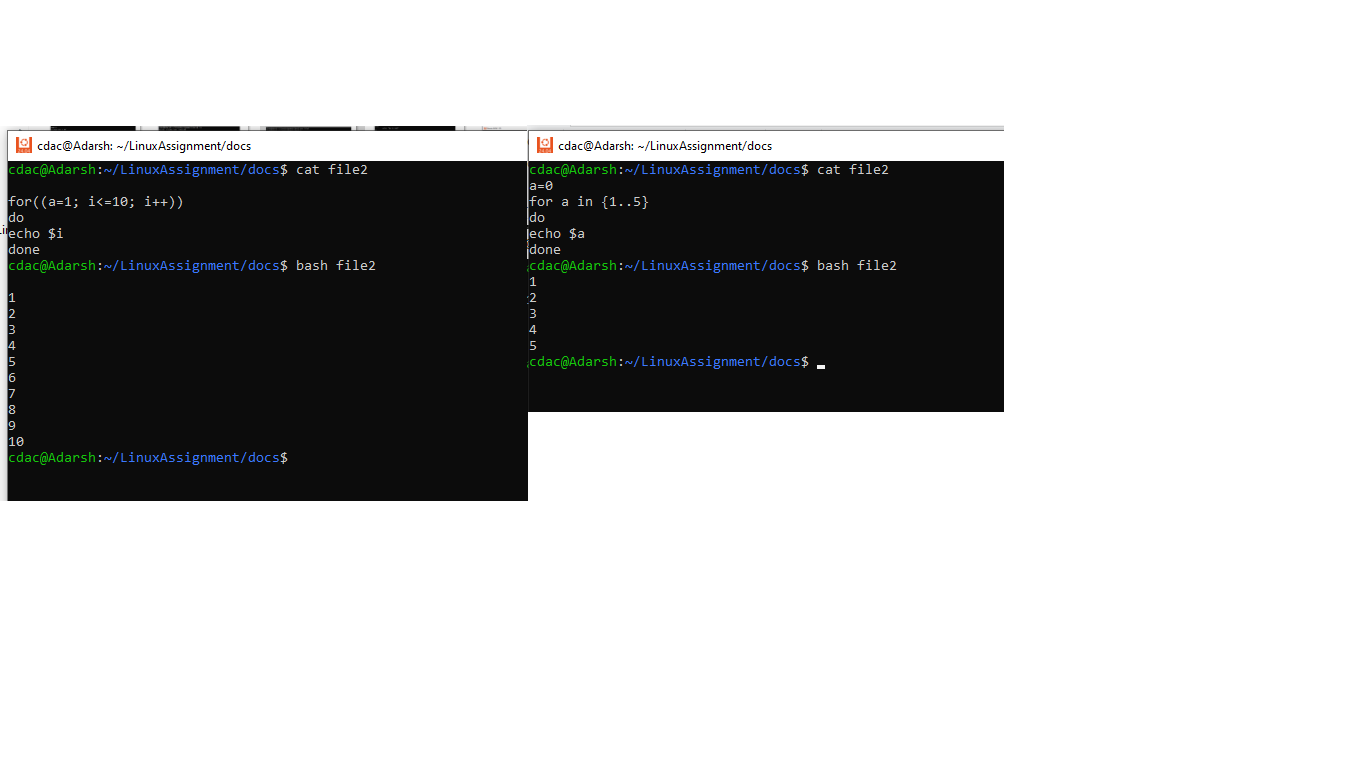 cdac@Adarsh: ~/LinuxAssignment/docs
cdac@Adarsh:~/LinuxAssignment/docs$ cat file2
for((a=1; i<=10; i++))
do
echo $i
done
cdac@Adarsh:~/LinuxAssignment/docs$ bash file2
1
2
3
4
5
6
7
8
9
10
cdac@Adarsh:~/LinuxAssignment/docs$
cdac@Adarsh: ~/LinuxAssignment/docs
cdac@Adarsh:~/LinuxAssignment/docs$ cat file2
a=0
for a in {1..5}
do
echo $a
done
cdac@Adarsh:~/LinuxAssignment/docs$ bash file2
1
2
3
4
5
cdac@Adarsh:~/LinuxAssignment/docs$